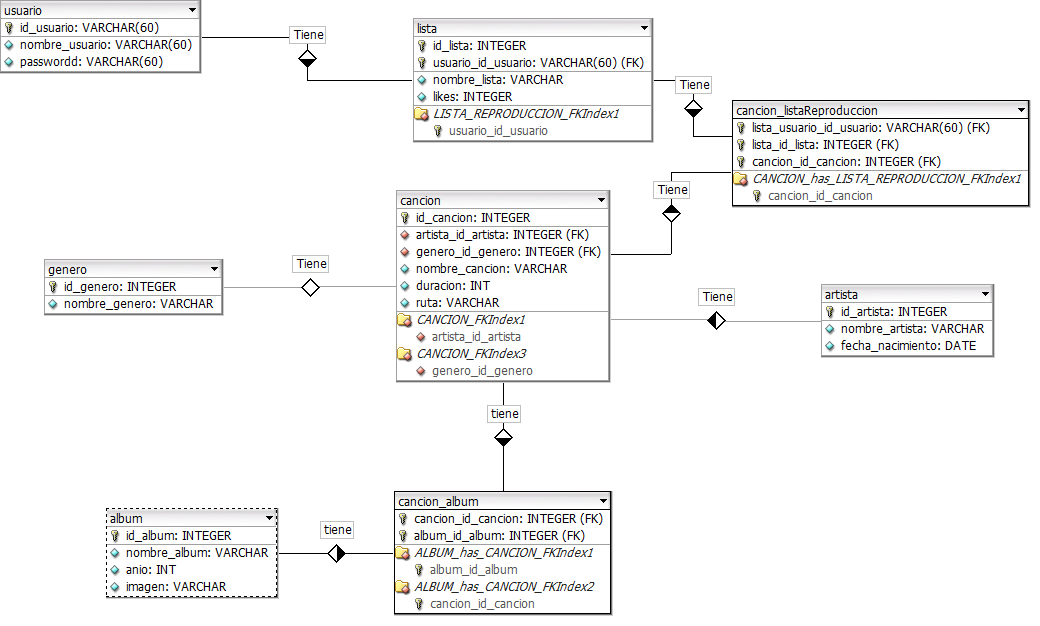 usuario
id_usuario: VARCHAR(60)
nombre_usuario: VARCHAR(60)
passwordd: VARCHAR(60)
Tiene
lista
id_lista: INTEGER
usuario_id_usuario: VARCHAR(60) (FK)
nombre_lista: VARCHAR
likes: INTEGER
LISTA_REPRODUCCION_FKIndex1
usuario_id_usuario
Tiene
cancion_listaReproduccion
lista_usuario_id_usuario: VARCHAR(60) (FK)
lista_id_lista: INTEGER (FK)
cancion_id_cancion: INTEGER (FK)
CANCION_has_LISTA_REPRODUCCION_FKIndex1
cancion_id_cancion
Tiene
cancion
id_cancion: INTEGER
artista_id_artista: INTEGER (FK)
genero_id_genero: INTEGER (FK)
nombre_cancion: VARCHAR
duracion: INT
ruta: VARCHAR
CANCION_FKIndex1
artista_id_artista
CANCION_FKIndex3
genero_id_genero
Tiene
genero
id_genero: INTEGER
nombre_genero: VARCHAR
Tiene
artista
id_artista: INTEGER
nombre_artista: VARCHAR
fecha_nacimiento: DATE
tiene
cancion_album
cancion_id_cancion: INTEGER (FK)
album_id_album: INTEGER (FK)
ALBUM_has_CANCION_FKIndex1
album_id_album
ALBUM_has_CANCION_FKIndex2
cancion_id_cancion
tiene
album
id_album: INTEGER
nombre_album: VARCHAR
anio: INT
imagen: VARCHAR